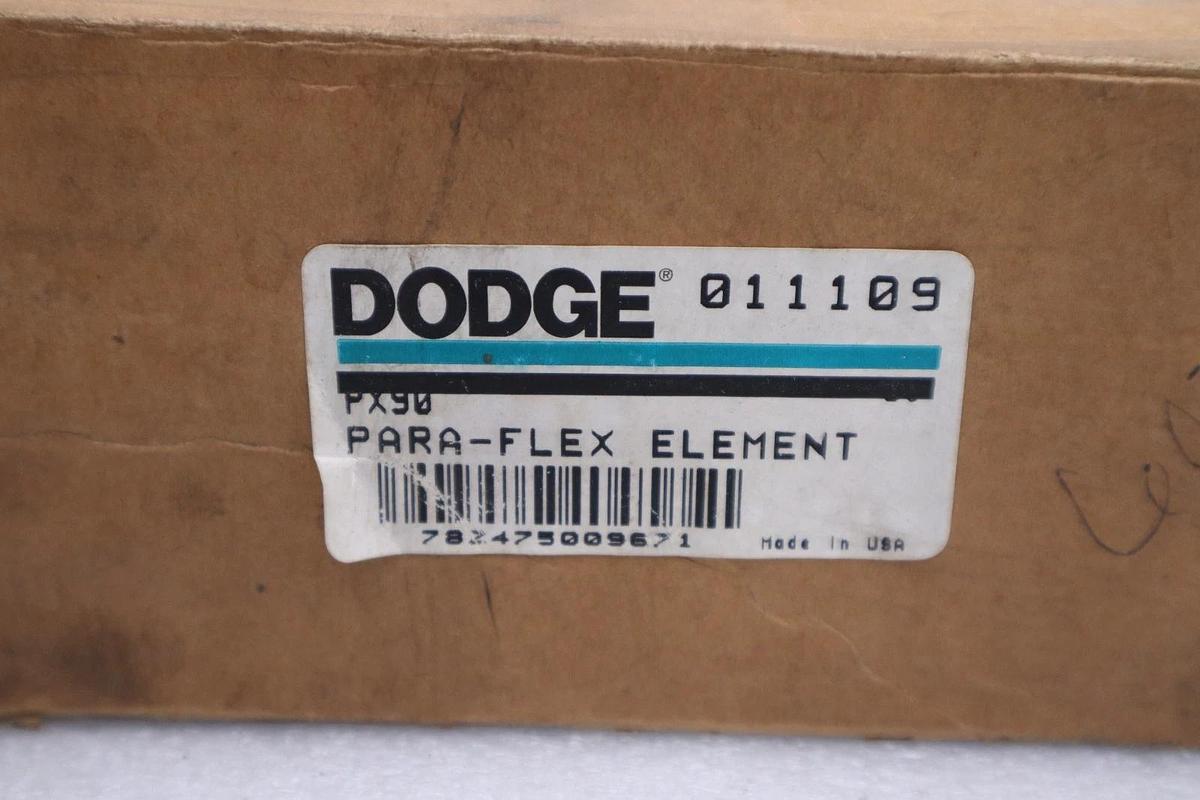 DODGE® 011109
PX90
PARA-FLEX ELEMENT
Made in USA